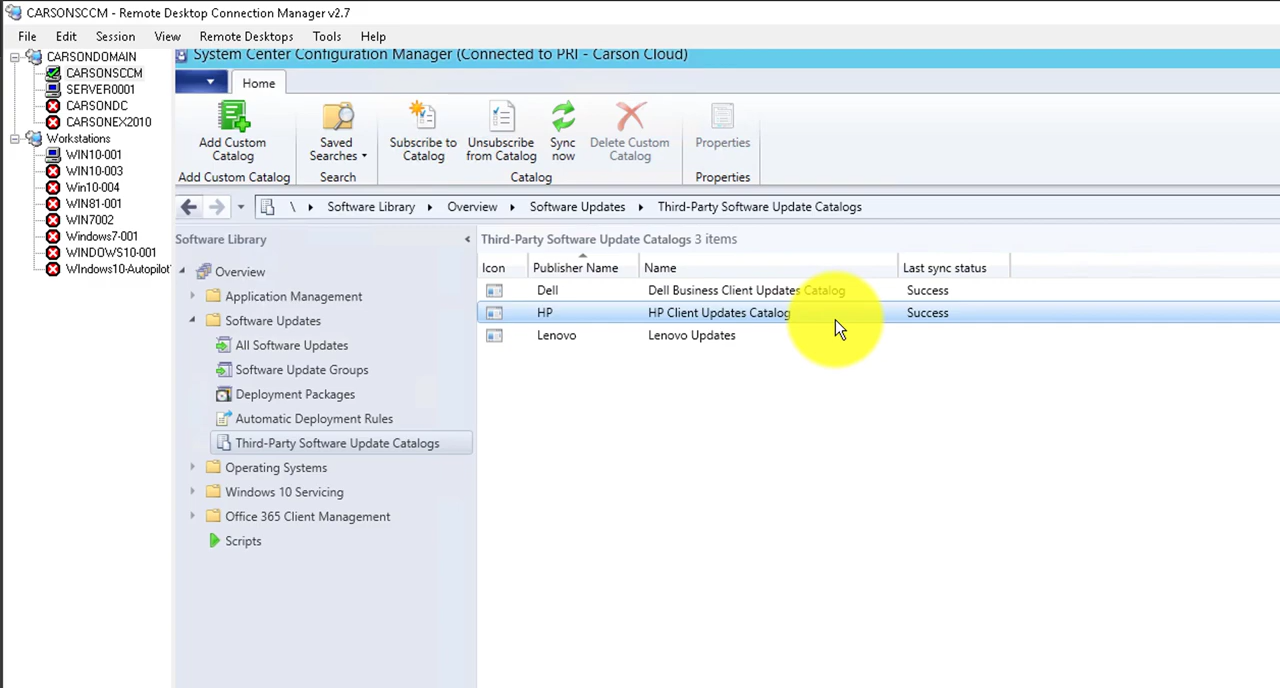 CARSONSCCM - Remote Desktop Connection Manager v2.7
File Edit Session View Remote Desktops Tools Help
CARSONDOMAIN
CARSONSCCM
SERVER0001
CARSONDC
CARSONEX2010
Workstations
WIN10-001
WIN10-003
Win10-004
WIN81-001
WIN7002
Windows7-001
WINDOWS10-001
WIndows10-Autopilot
System Center Configuration Manager (Connected to PRI - Carson Cloud)
Home
Add Custom
Catalog
Saved
Searches
Subscribe to
Catalog
Unsubscribe
from Catalog
Sync
now
Delete Custom
Catalog
Properties
Add Custom Catalog Search Catalog Properties
\ Software Library Overview Software Updates Third-Party Software Update Catalogs
Software Library
Overview
Application Management
Software Updates
All Software Updates
Software Update Groups
Deployment Packages
Automatic Deployment Rules
Third-Party Software Update Catalogs
Operating Systems
Windows 10 Servicing
Office 365 Client Management
Scripts
Third-Party Software Update Catalogs 3 items
Icon Publisher Name Name Last sync status
Dell Dell Business Client Updates Catalog Success
HP HP Client Updates Catalog Success
Lenovo Lenovo Updates